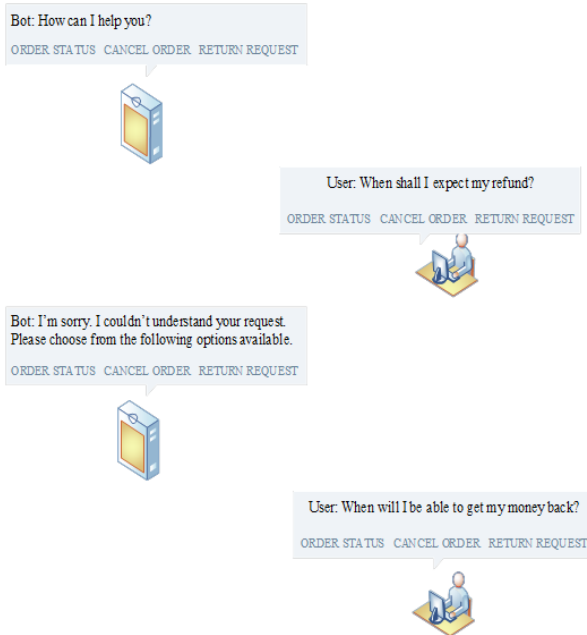 Bot: How can I help you?
ORDER STATUS CANCEL ORDER RETURN REQUEST
User: When shall I expect my refund?
ORDER STATUS CANCEL ORDER RETURN REQUEST
Bot: I’m sorry. I couldn’t understand your request.
Please choose from the following options available.
ORDER STATUS CANCEL ORDER RETURN REQUEST
User: When will I be able to get my money back?
ORDER STATUS CANCEL ORDER RETURN REQUEST